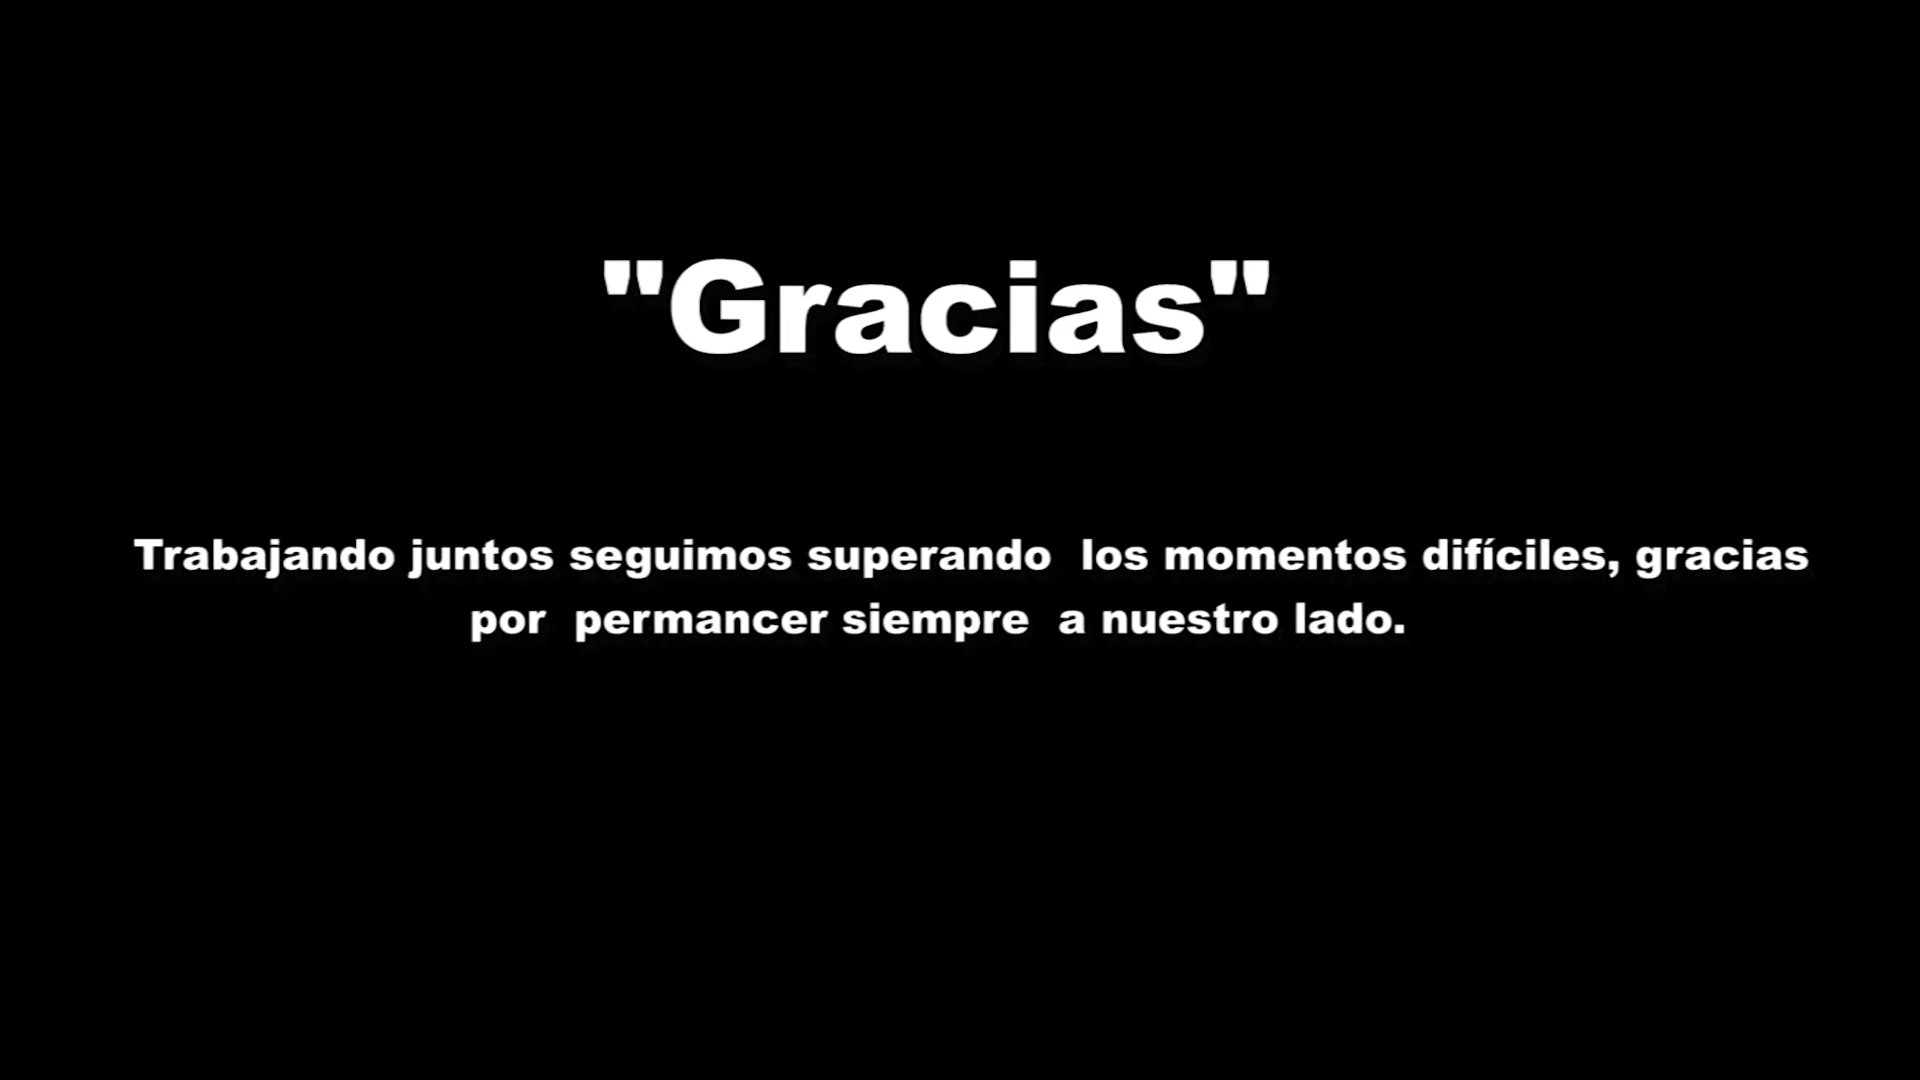 "Gracias"
Trabajando juntos seguimos superando  los momentos difíciles, gracias
por  permancer siempre  a nuestro lado.